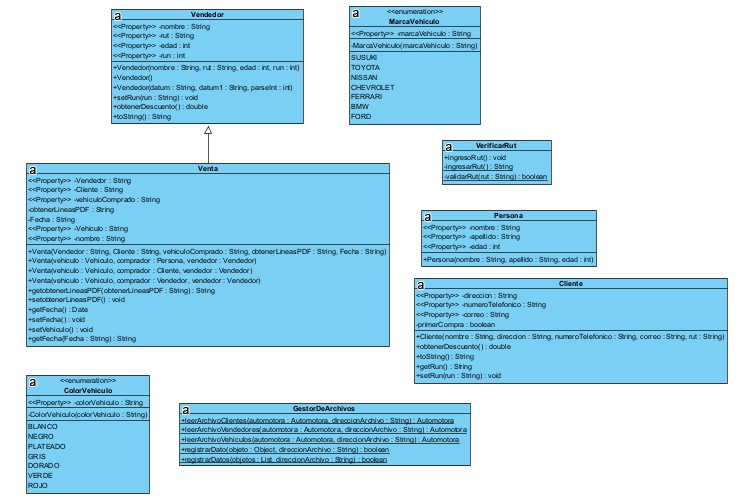 a
Vendedor
<<Property>> -nombre : String
<<Property>> -rut : String
<<Property>> -edad : int
<<Property>> -run : int
+Vendedor(nombre : String, rut : String, edad : int, run : int)
+Vendedor()
+Vendedor(datum : String, datum1 : String, parseInt : int)
+setRun(run : String) : void
+obtenerDescuento() : double
+toString() : String
a
<<enumeration>>
MarcaVehiculo
<<Property>> -marcaVehiculo : String
-MarcaVehiculo(marcaVehiculo : String)
SUSUKI
TOYOTA
NISSAN
CHEVROLET
FERRARI
BMW
FORD
a
VerificarRut
+ingresoRut() : void
-ingresarRut() : String
-validarRut(rut : String) : boolean
a
Venta
<<Property>> -Vendedor : String
<<Property>> -Cliente : String
<<Property>> -vehiculoComprado : String
-obtenerLineasPDF : String
-Fecha : String
<<Property>> -Vehiculo : String
<<Property>> -nombre : String
+Venta(Vendedor : String, Cliente : String, vehiculoComprado : String, obtenerLineasPDF : String, Fecha : String)
+Venta(vehiculo : Vehiculo, comprador : Persona, vendedor : Vendedor)
+Venta(vehiculo : Vehiculo, comprador : Cliente, vendedor : Vendedor)
+Venta(vehiculo : Vehiculo, comprador : Vendedor, vendedor : Vendedor)
+getobtenerLineasPDF(obtenerLineasPDF : String) : String
+setobtenerLineasPDF() : void
+getFecha() : Date
+setFecha() : void
+setVehiculo() : void
+getFecha(Fecha : String) : String
a
Persona
<<Property>> -nombre : String
<<Property>> -apellido : String
<<Property>> -edad : int
+Persona(nombre : String, apellido : String, edad : int)
a
Cliente
<<Property>> -direccion : String
<<Property>> -numeroTelefonico : String
<<Property>> -correo : String
-primerCompra : boolean
+Cliente(nombre : String, direccion : String, numeroTelefonico : String, correo : String, rut : String)
+obtenerDescuento() : double
+toString() : String
+getRun() : String
+setRun(run : String) : void
a
<<enumeration>>
ColorVehiculo
<<Property>> -colorVehiculo : String
-ColorVehiculo(colorVehiculo : String)
BLANCO
NEGRO
PLATEADO
GRIS
DORADO
VERDE
ROJO
a
GestorDeArchivos
+leerArchivoClientes(automotora : Automotora, direccionArchivo : String) : Automotora
+leerArchivoVendedores(automotora : Automotora, direccionArchivo : String) : Automotora
+leerArchivoVehiculos(automotora : Automotora, direccionArchivo : String) : Automotora
+registrarDato(objeto : Object, direccionArchivo : String) : boolean
+registrarDatos(objetos : List, direccionArchivo : String) : boolean